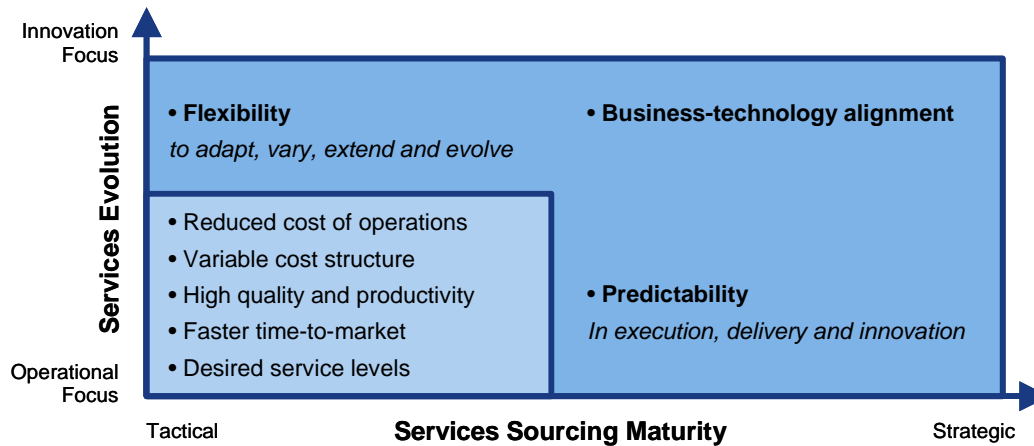 Innovation
Focus
Services Evolution
• Flexibility
to adapt, vary, extend and evolve
• Business-technology alignment
• Reduced cost of operations
• Variable cost structure
• High quality and productivity
• Faster time-to-market
• Desired service levels
• Predictability
In execution, delivery and innovation
Operational
Focus
Tactical
Services Sourcing Maturity
Strategic